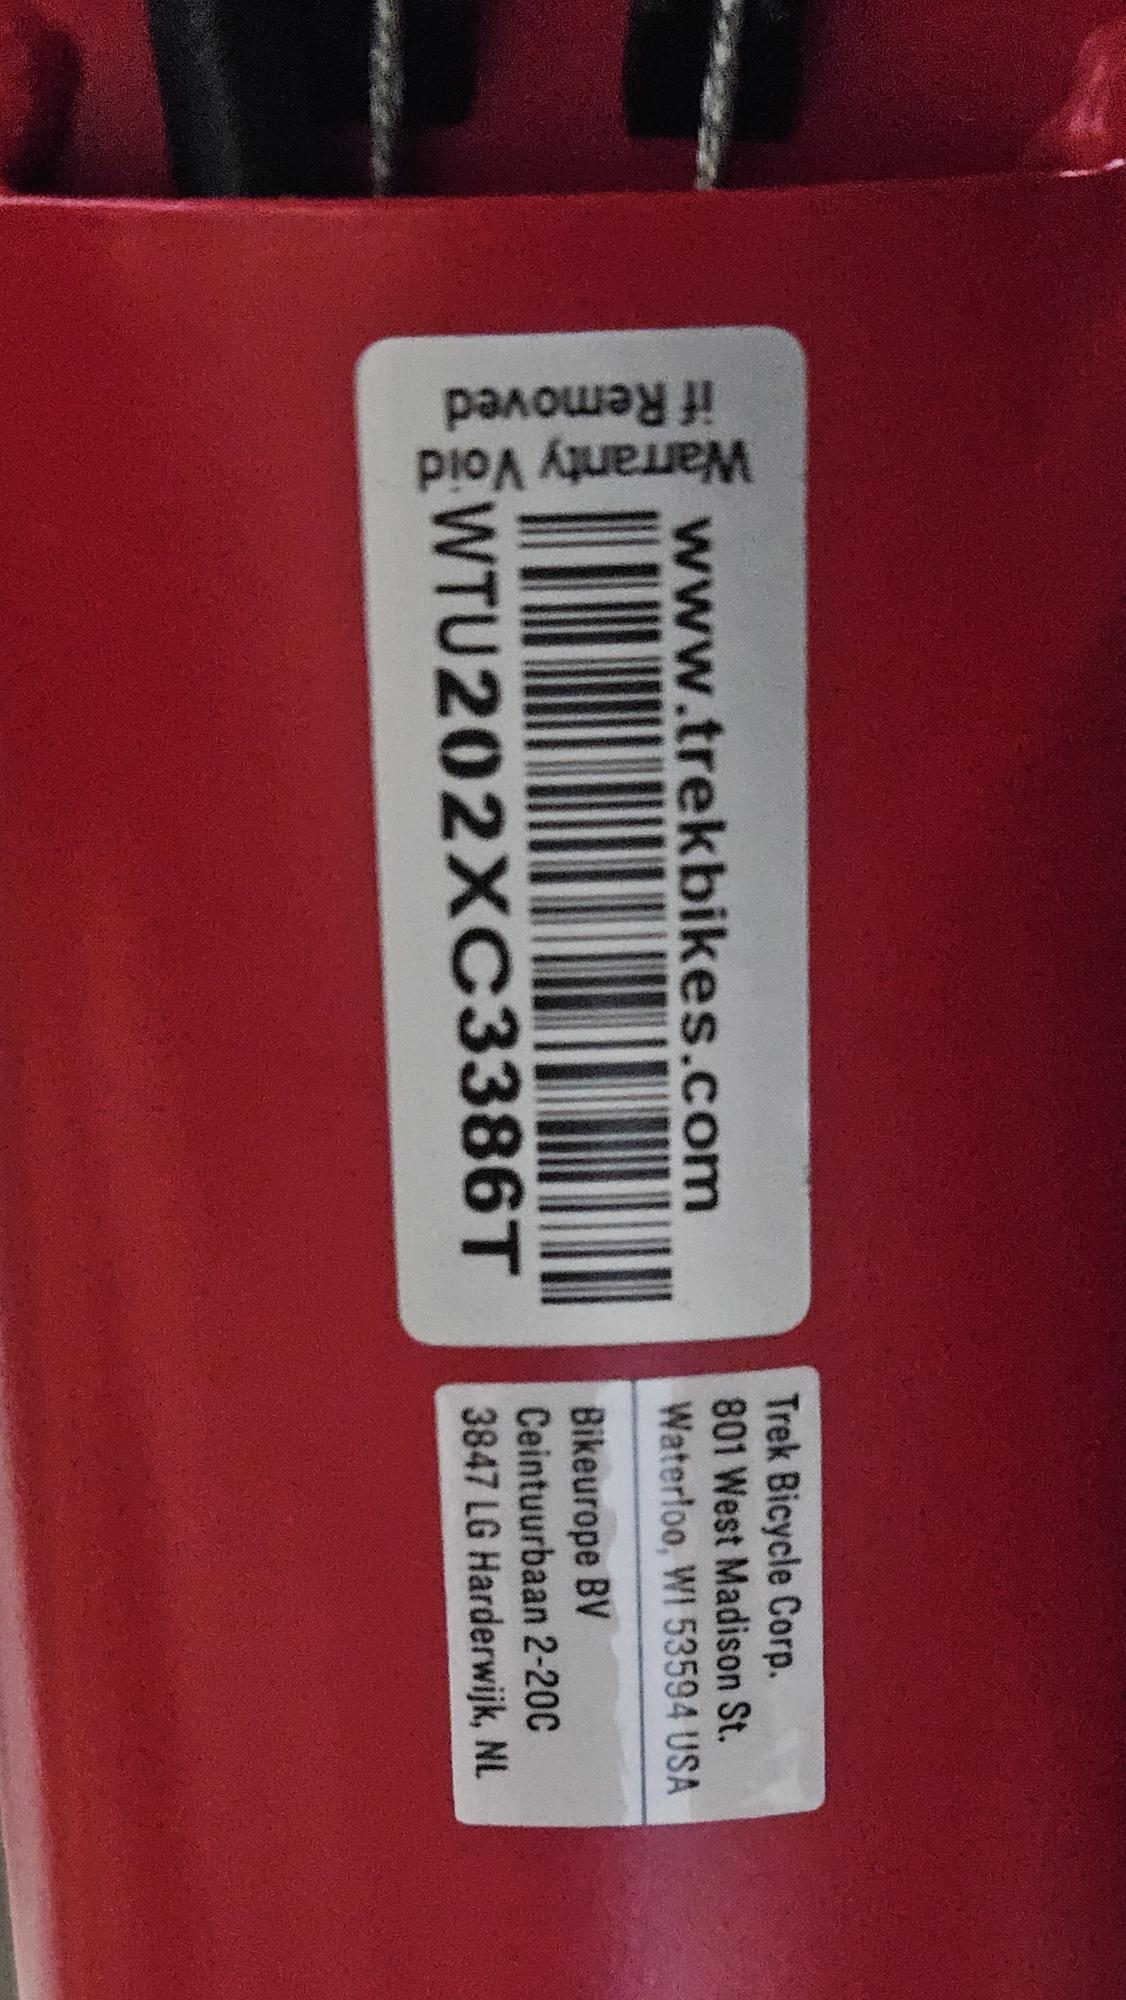 Warranty Void
if Removed
www.trekbikes.com
WTU202XC3386T
Trek Bicycle Corp.
801 West Madison St.
Waterloo, WI 53594 USA
Bikeurope BV
Ceintuurbaan 2-20C
3847 LG Harderwijk, NL